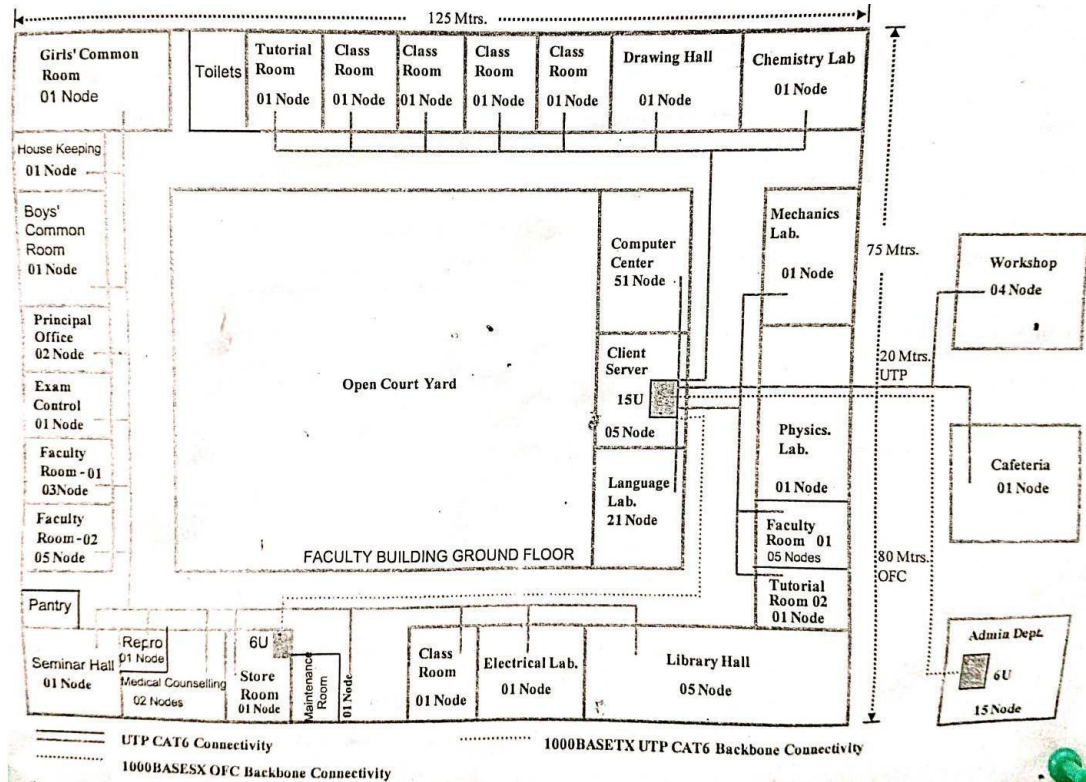 125 Mtrs.
Girls' Common
Room
01 Node
Toilets
Tutorial
Room
01 Node
Class
Room
01 Node
Class
Room
01 Node
Class
Room
01 Node
Class
Room
01 Node
Drawing Hall
01 Node
Chemistry Lab
01 Node
House Keeping
01 Node
Boys'
Common
Room
01 Node
Principal
Office
02 Node
Exam
Control
01 Node
Faculty
Room-01
03Node
Faculty
Room-02
05 Node
Pantry
Open Court Yard
FACULTY BUILDING GROUND FLOOR
Computer
Center
51 Node
Client
Server
15U
05 Node
Language
Lab.
21 Node
Mechanics
Lab.
01 Node
Physics.
Lab.
01 Node
Faculty
Room 01
05 Nodes
Tutorial
Room 02
01 Node
75 Mtrs.
20 Mtrs.
UTP
80 Mtrs.
OFC
Workshop
04 Node
Cafeteria
01 Node
Admin Dept.
6U
15 Node
Seminar Hall
01 Node
Repro
01 Node
Medical Counselling
02 Nodes
6U
Store
Room
01 Node
Maintenance
Room
01 Node
Class
Room
01 Node
Electrical Lab.
01 Node
Library Hall
05 Node
UTP CAT6 Connectivity
1000BASETX UTP CAT6 Backbone Connectivity
1000BASESX OFC Backbone Connectivity